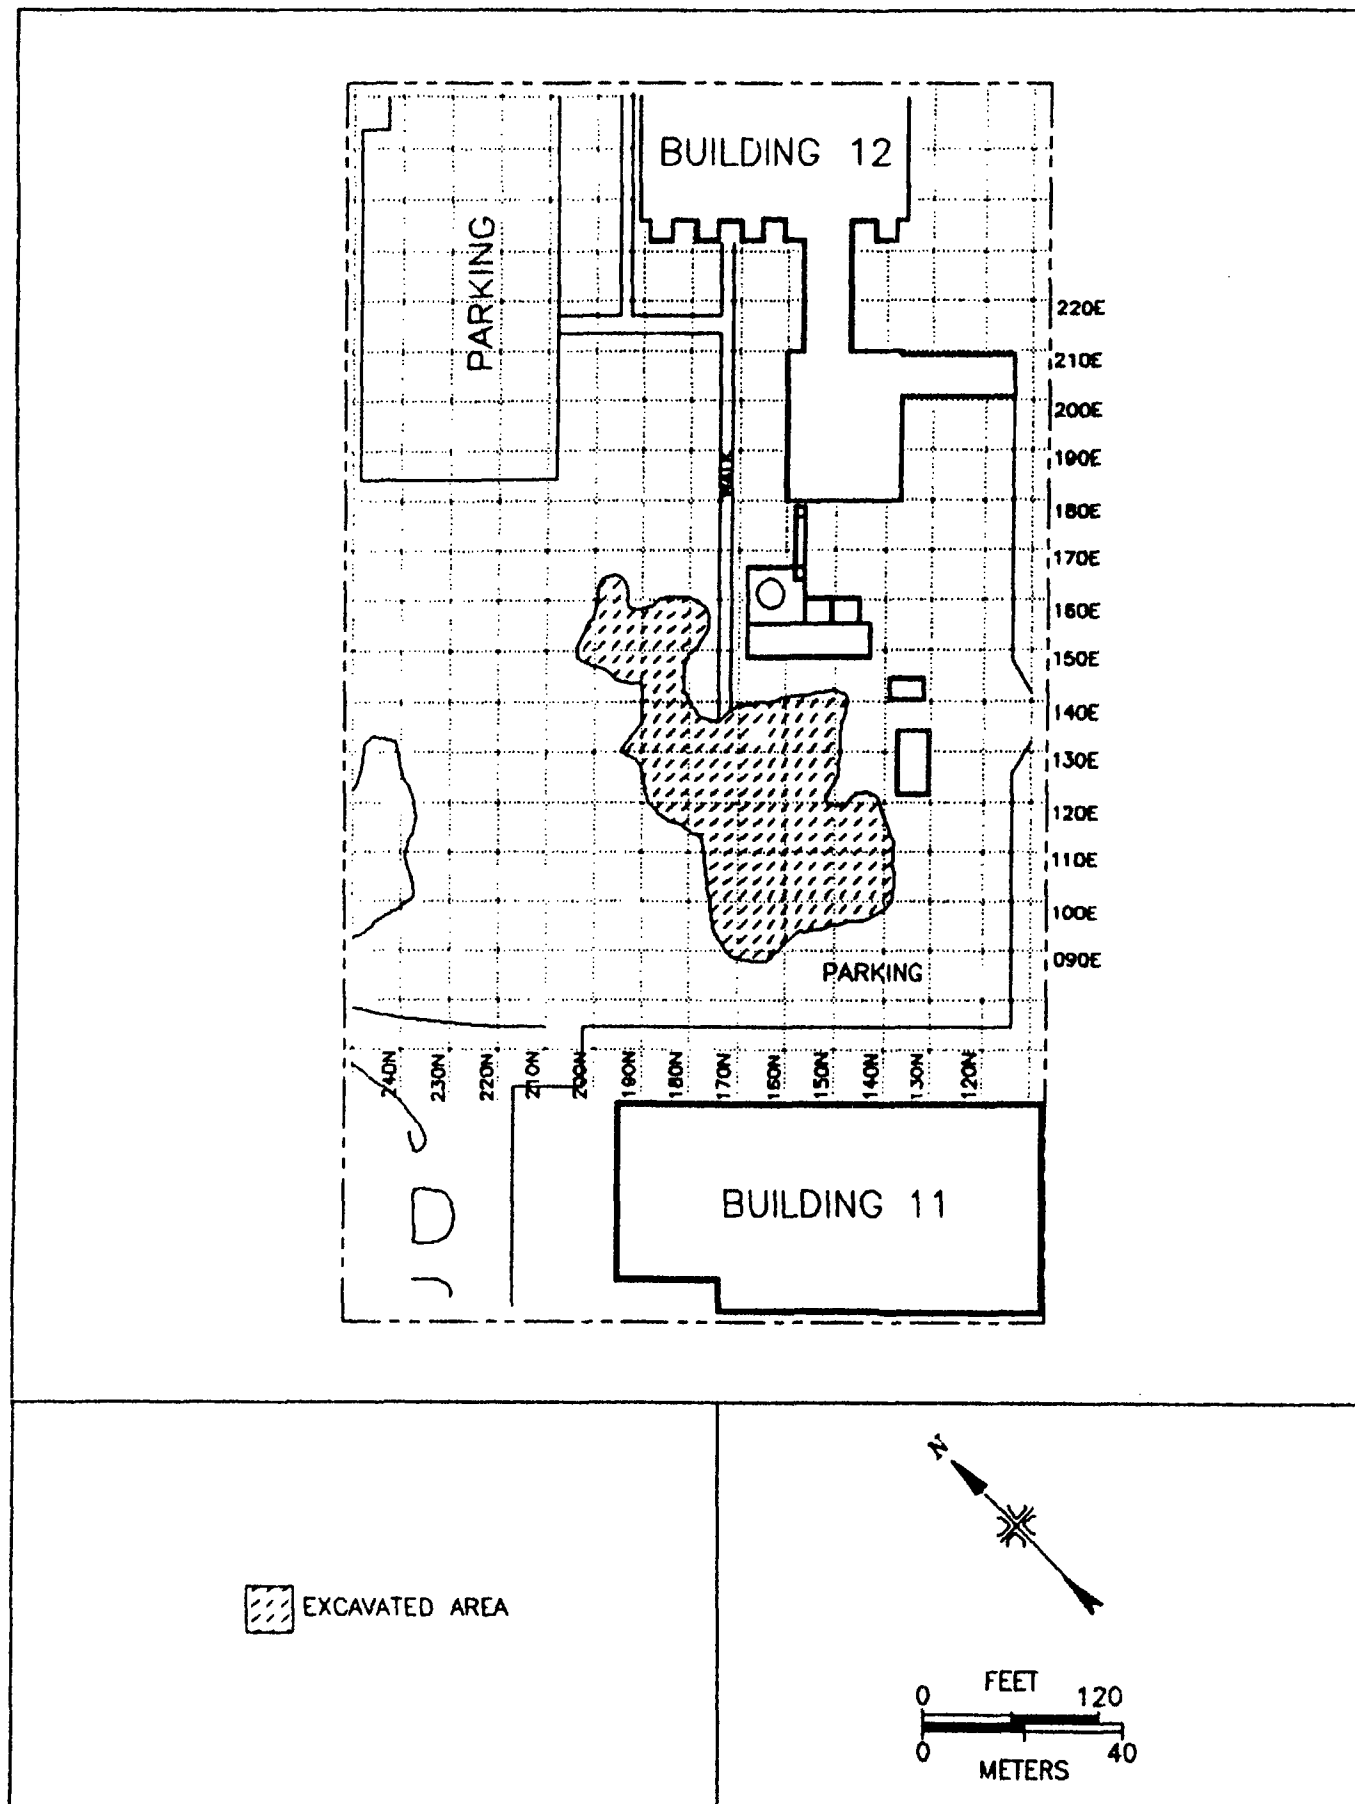 BUILDING 12
PARKING
220E
210E
200E
190E
WALK
180E
170E
160E
150E
140E
130E
120E
110E
100E
090E
PARKING
240N
230N
220N
210N
200N
190N
180N
170N
160N
150N
140N
130N
120N
BUILDING 11
N
EXCAVATED AREA
FEET
0 120
0 40
METERS